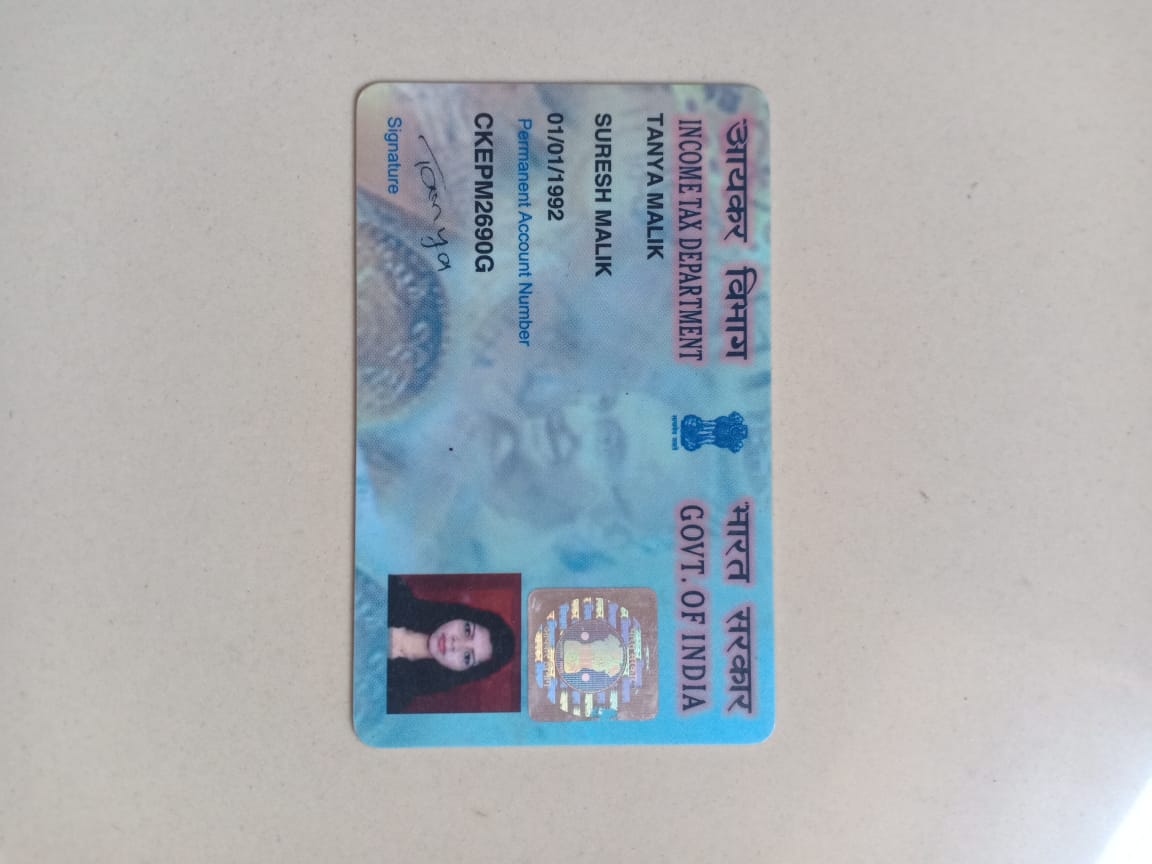 आयकर विभाग
INCOME TAX DEPARTMENT
भारत सरकार
GOVT. OF INDIA
सत्यमेव जयते
TANYA MALIK
SURESH MALIK
01/01/1992
Permanent Account Number
CKEPM2690G
Tanya
Signature